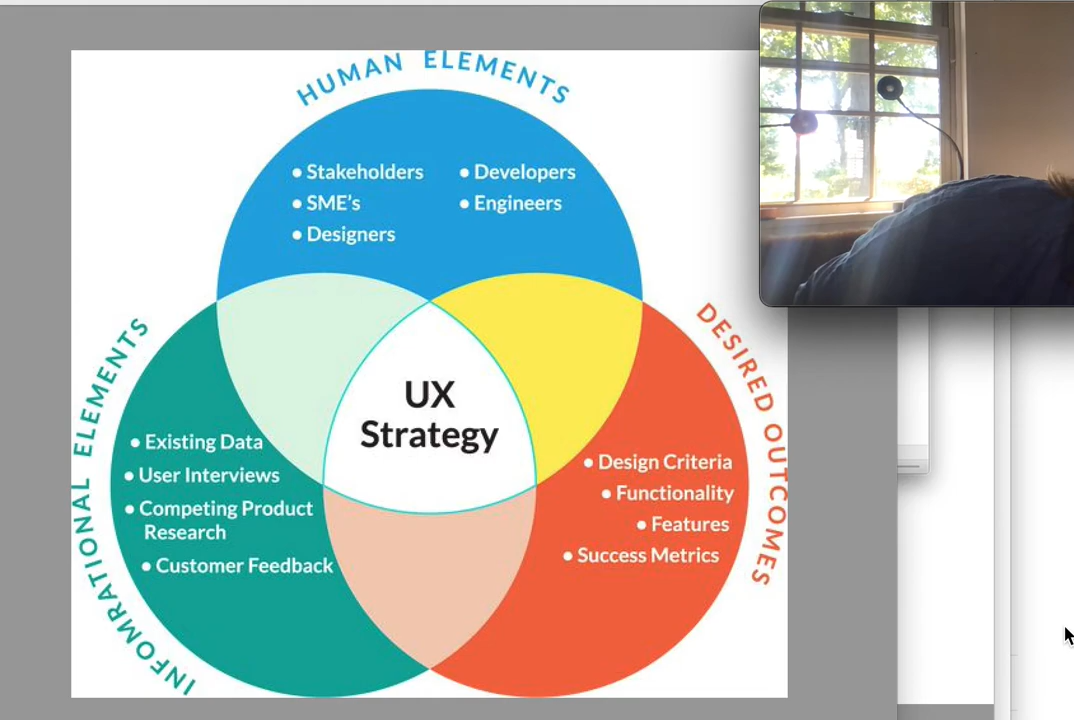 HUMAN ELEMENTS
• Stakeholders
• SME's
• Designers
• Developers
• Engineers
INFOMRATIONAL ELEMENTS
• Existing Data
• User Interviews
• Competing Product
Research
• Customer Feedback
UX
Strategy
DESIRED OUTCOMES
• Design Criteria
• Functionality
• Features
• Success Metrics